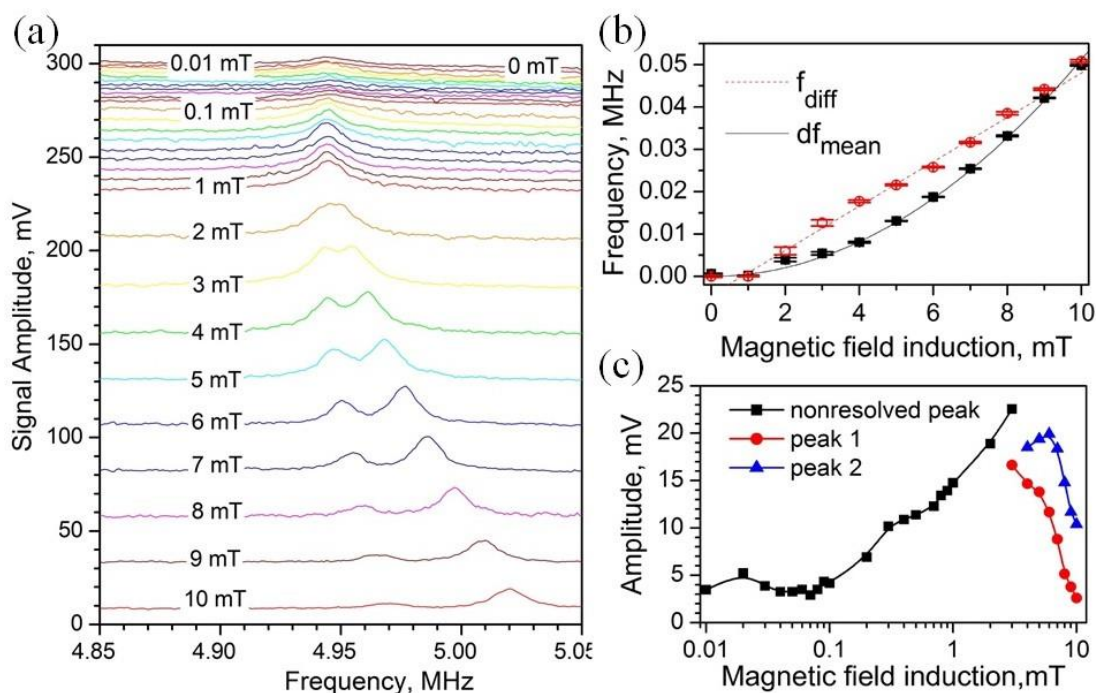 (a)
300
250
200
150
100
50
0
Signal Amplitude, mV
0.01 mT
0 mT
0.1 mT
1 mT
2 mT
3 mT
4 mT
5 mT
6 mT
7 mT
8 mT
9 mT
10 mT
4.85 4.90 4.95 5.00 5.05
Frequency, MHz
(b)
0.05
0.04
0.03
0.02
0.01
0.00
Frequency, MHz
f diff
df mean
0 2 4 6 8 10
Magnetic field induction, mT
(c)
25
20
15
10
5
0
Amplitude, mV
nonresolved peak
peak 1
peak 2
0.01 0.1 1 10
Magnetic field induction,mT